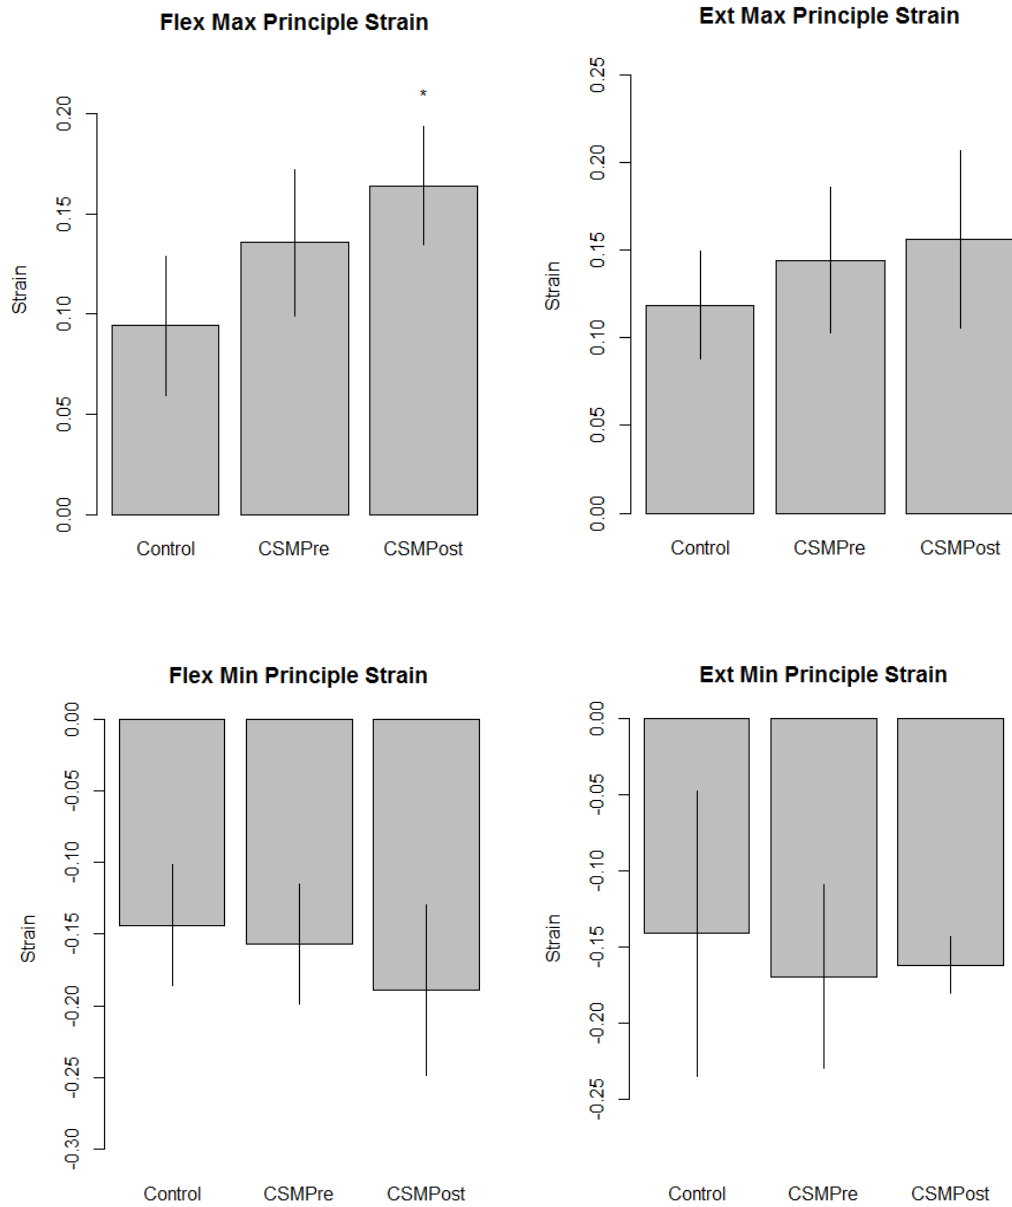 Flex Max Principle Strain
Strain
0.20
0.15
0.10
0.05
0.00
*
Control CSMPre CSMPost
Ext Max Principle Strain
Strain
0.25
0.20
0.15
0.10
0.05
0.00
Control CSMPre CSMPost
Flex Min Principle Strain
Strain
0.00
-0.05
-0.10
-0.15
-0.20
-0.25
-0.30
Control CSMPre CSMPost
Ext Min Principle Strain
Strain
0.00
-0.05
-0.10
-0.15
-0.20
-0.25
Control CSMPre CSMPost